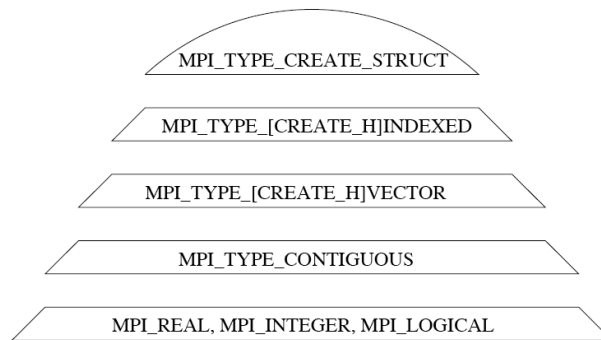 MPI_TYPE_CREATE_STRUCT
MPI_TYPE_[CREATE_H]INDEXED
MPI_TYPE_[CREATE_H]VECTOR
MPI_TYPE_CONTIGUOUS
MPI_REAL, MPI_INTEGER, MPI_LOGICAL